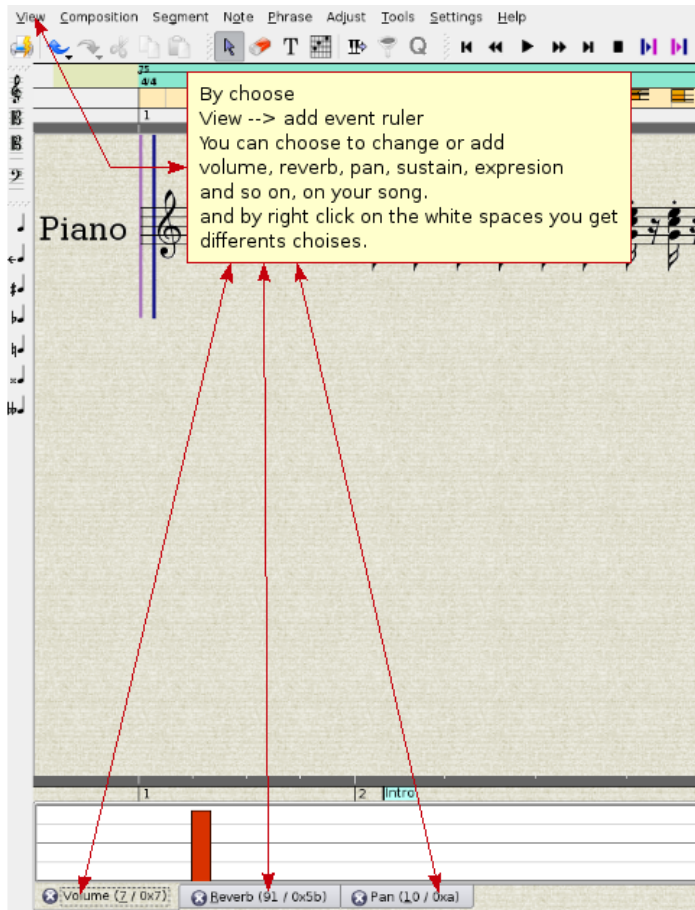 View Composition Segment Note Phrase Adjust Tools Settings Help
T Q
75
4/4
1
By choose
View --> add event ruler
You can choose to change or add
volume, reverb, pan, sustain, expresion
and so on, on your song.
and by right click on the white spaces you get
differents choises.
Piano
1 2 Intro
Volume (7 / 0x7) Reverb (91 / 0x5b) Pan (10 / 0xa)